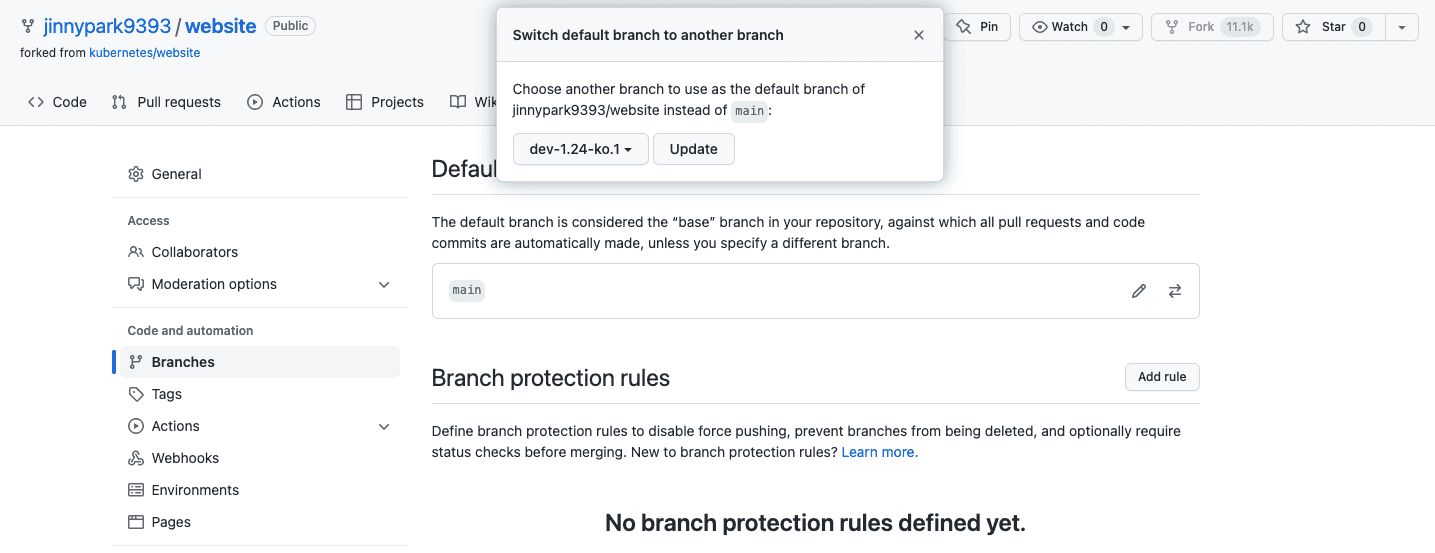 jinnypark9393 / website Public
forked from kubernetes/website
Pin
Watch 0
Fork 11.1k
Star 0
Code
Pull requests
Actions
Projects
Wik
Switch default branch to another branch
Choose another branch to use as the default branch of
jinnypark9393/website instead of main:
dev-1.24-ko.1
Update
General
Access
Collaborators
Moderation options
Code and automation
Branches
Tags
Actions
Webhooks
Environments
Pages
Defau
The default branch is considered the “base” branch in your repository, against which all pull requests and code
commits are automatically made, unless you specify a different branch.
main
Branch protection rules
Add rule
Define branch protection rules to disable force pushing, prevent branches from being deleted, and optionally require
status checks before merging. New to branch protection rules? Learn more.
No branch protection rules defined yet.